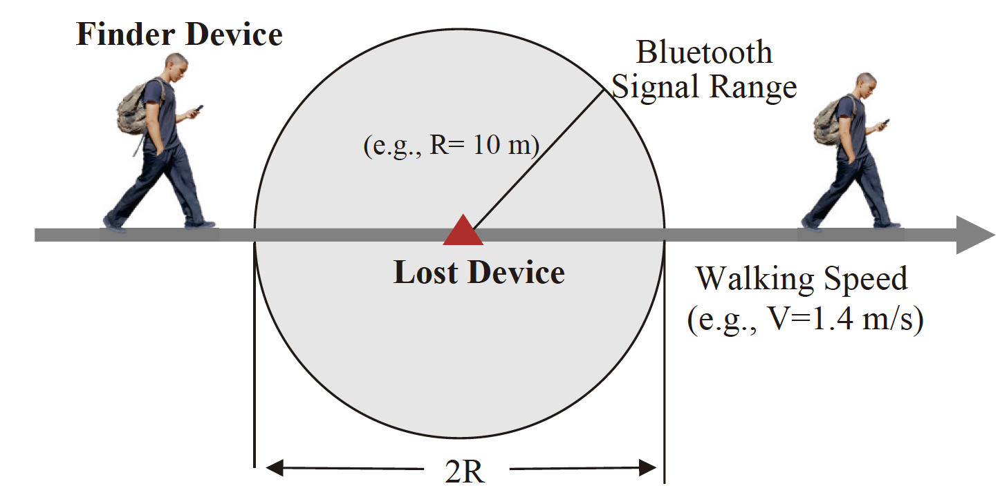 Finder Device
Bluetooth
Signal Range
(e.g., R= 10 m)
Lost Device
Walking Speed
(e.g., V=1.4 m/s)
2R